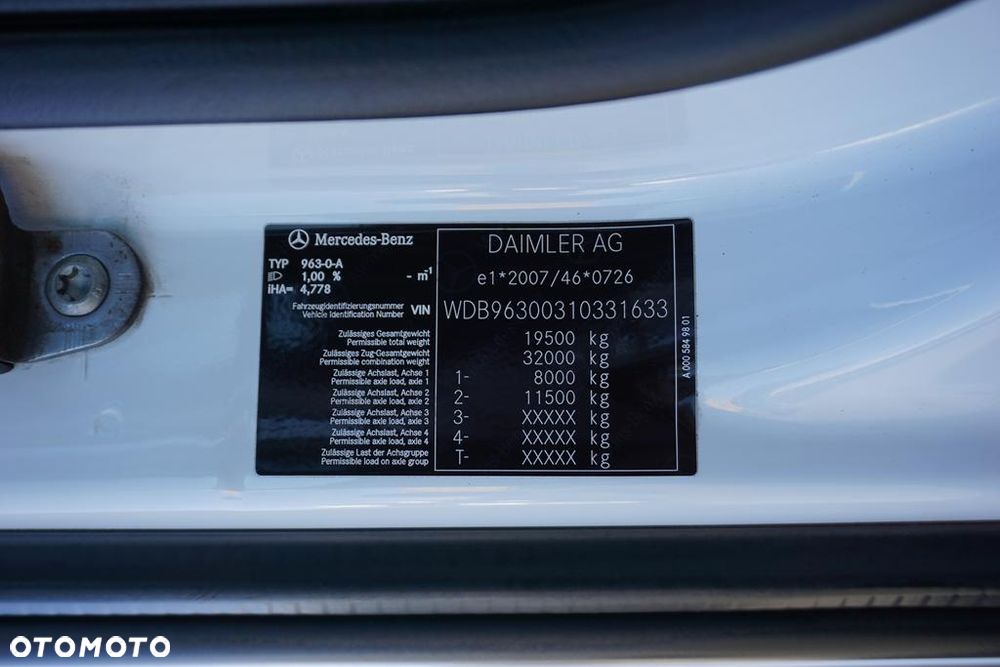 Mercedes-Benz
TYP 963-0-A
1,00 % - m⁻¹
iHA= 4,778
DAIMLER AG
e1*2007/46*0726
Fahrzeugidentifizierungsnummer
Vehicle Identification Number VIN WDB96300310331633
Zulässiges Gesamtgewicht
Permissible total weight 19500 kg
Zulässiges Zug-Gesamtgewicht
Permissible combination weight 32000 kg
Zulässige Achslast, Achse 1
Permissible axle load, axle 1 1- 8000 kg
Zulässige Achslast, Achse 2
Permissible axle load, axle 2 2- 11500 kg
Zulässige Achslast, Achse 3
Permissible axle load, axle 3 3- XXXXX kg
Zulässige Achslast, Achse 4
Permissible axle load, axle 4 4- XXXXX kg
Zulässige Last der Achsgruppe
Permissible load on axle group T- XXXXX kg
A 000 584 98 01
OTOMOTO